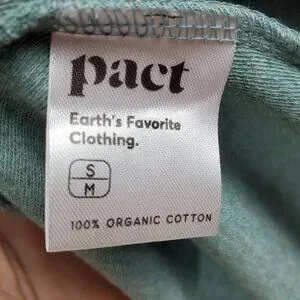 pact
Earth's Favorite
Clothing.
S
M
100% ORGANIC COTTON